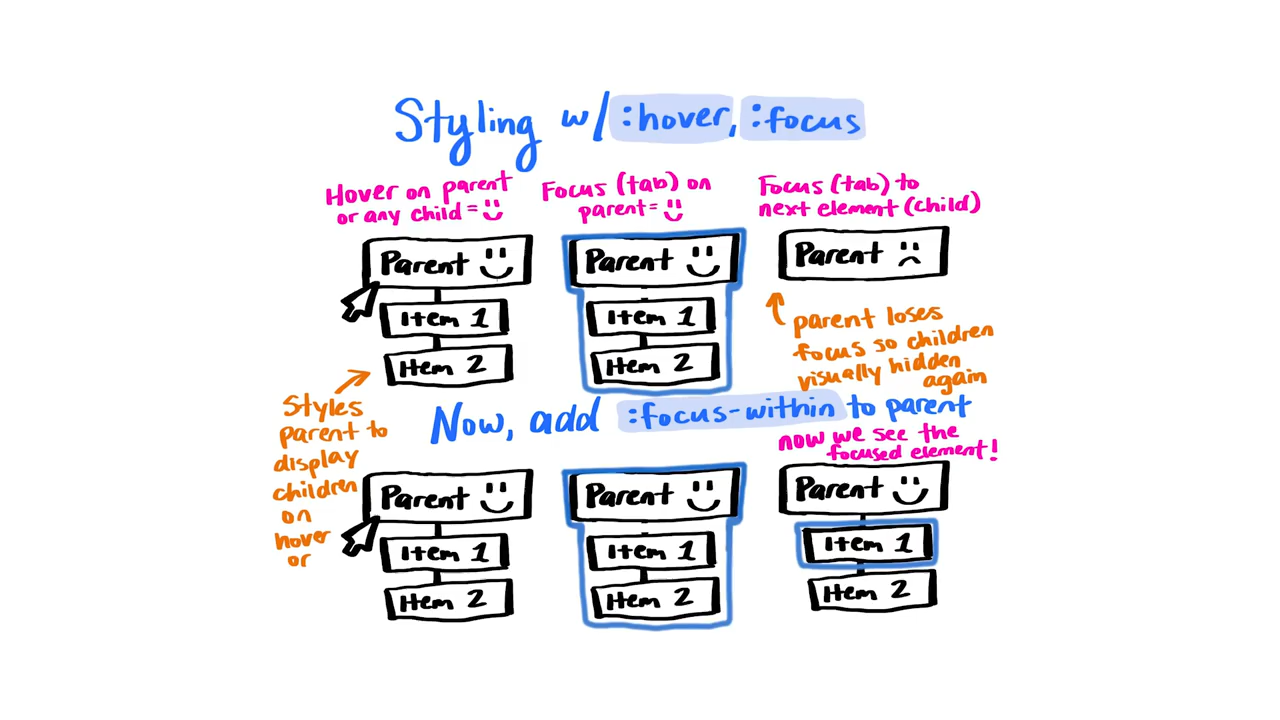 Styling w/ :hover, :focus
Hover on parent
or any child =
Focus (tab) on
parent =
Focus (tab) to
next element (child)
Parent
Item 1
Item 2
Parent
Item 1
Item 2
Parent
parent loses
focus so children
visually hidden
again
Styles
parent to
display
children
on
hover
or
Now, add :focus-within to parent
now we see the
focused element!
Parent
Item 1
Item 2
Parent
Item 1
Item 2
Parent
Item 1
Item 2